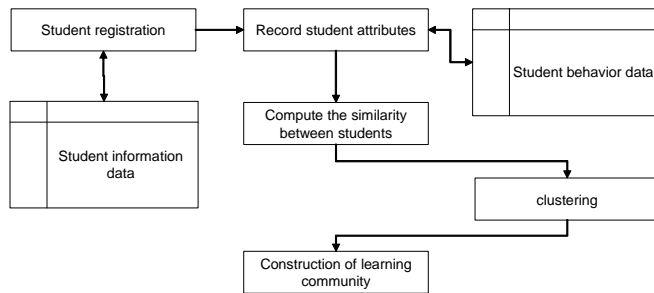 Student registration
Record student attributes
Student behavior data
Compute the similarity
between students
Student information
data
clustering
Construction of learning
community